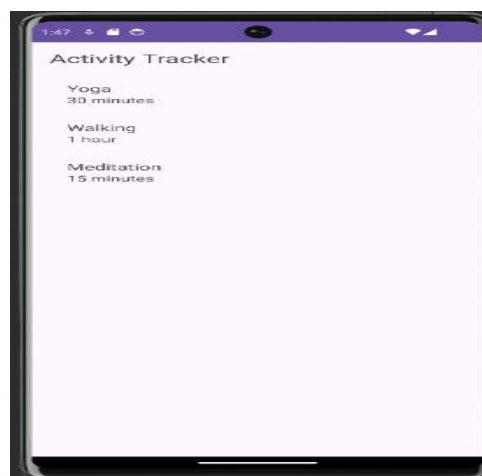 1:47
Activity Tracker
Yoga
30 minutes
Walking
1 hour
Meditation
15 minutes